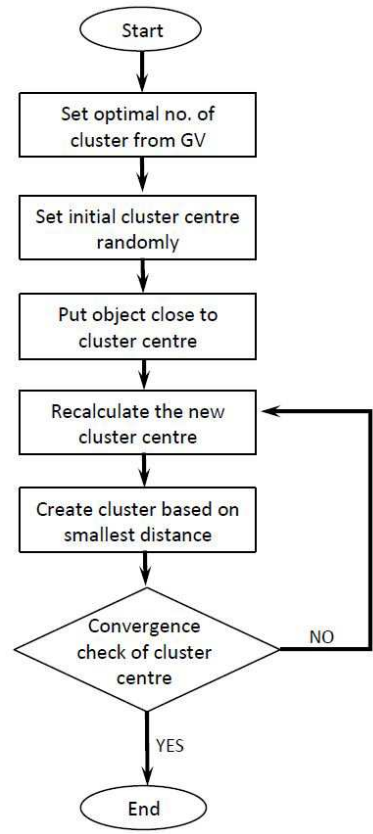 Start
Set optimal no. of
cluster from GV
Set initial cluster centre
randomly
Put object close to
cluster centre
Recalculate the new
cluster centre
Create cluster based on
smallest distance
Convergence
check of cluster
centre
NO
YES
End